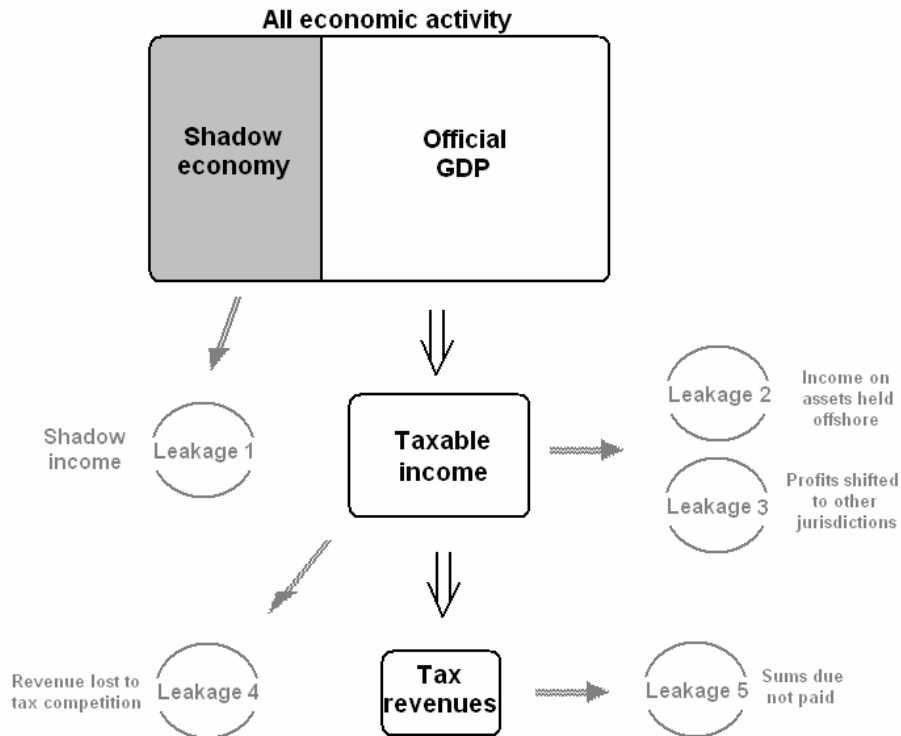 All economic activity
Shadow
economy
Official
GDP
Shadow
income
Leakage 1
Taxable
income
Leakage 2
Income on
assets held
offshore
Leakage 3
Profits shifted
to other
jurisdictions
Revenue lost to
tax competition
Leakage 4
Tax
revenues
Leakage 5
Sums due
not paid